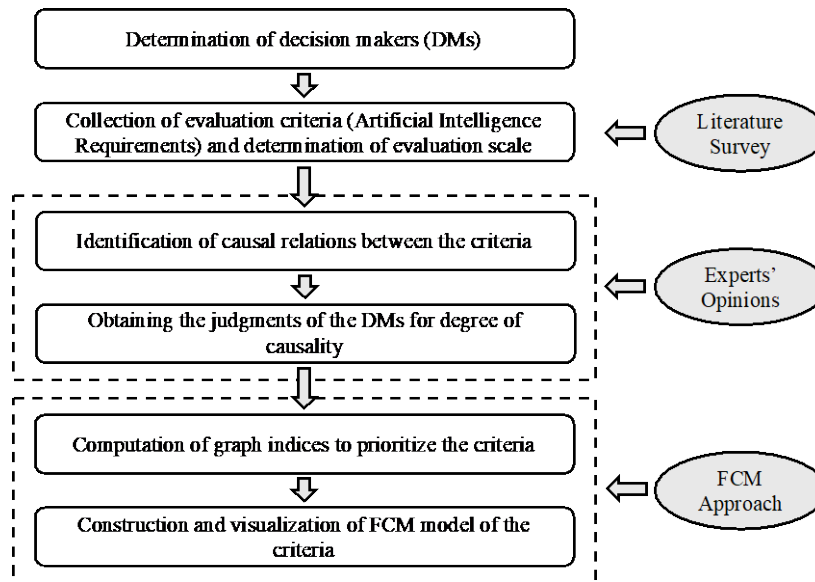 Determination of decision makers (DMs)
Collection of evaluation criteria (Artificial Intelligence
Requirements) and determination of evaluation scale
Literature
Survey
Identification of causal relations between the criteria
Obtaining the judgments of the DMs for degree of
causality
Experts’
Opinions
Computation of graph indices to prioritize the criteria
Construction and visualization of FCM model of the
criteria
FCM
Approach